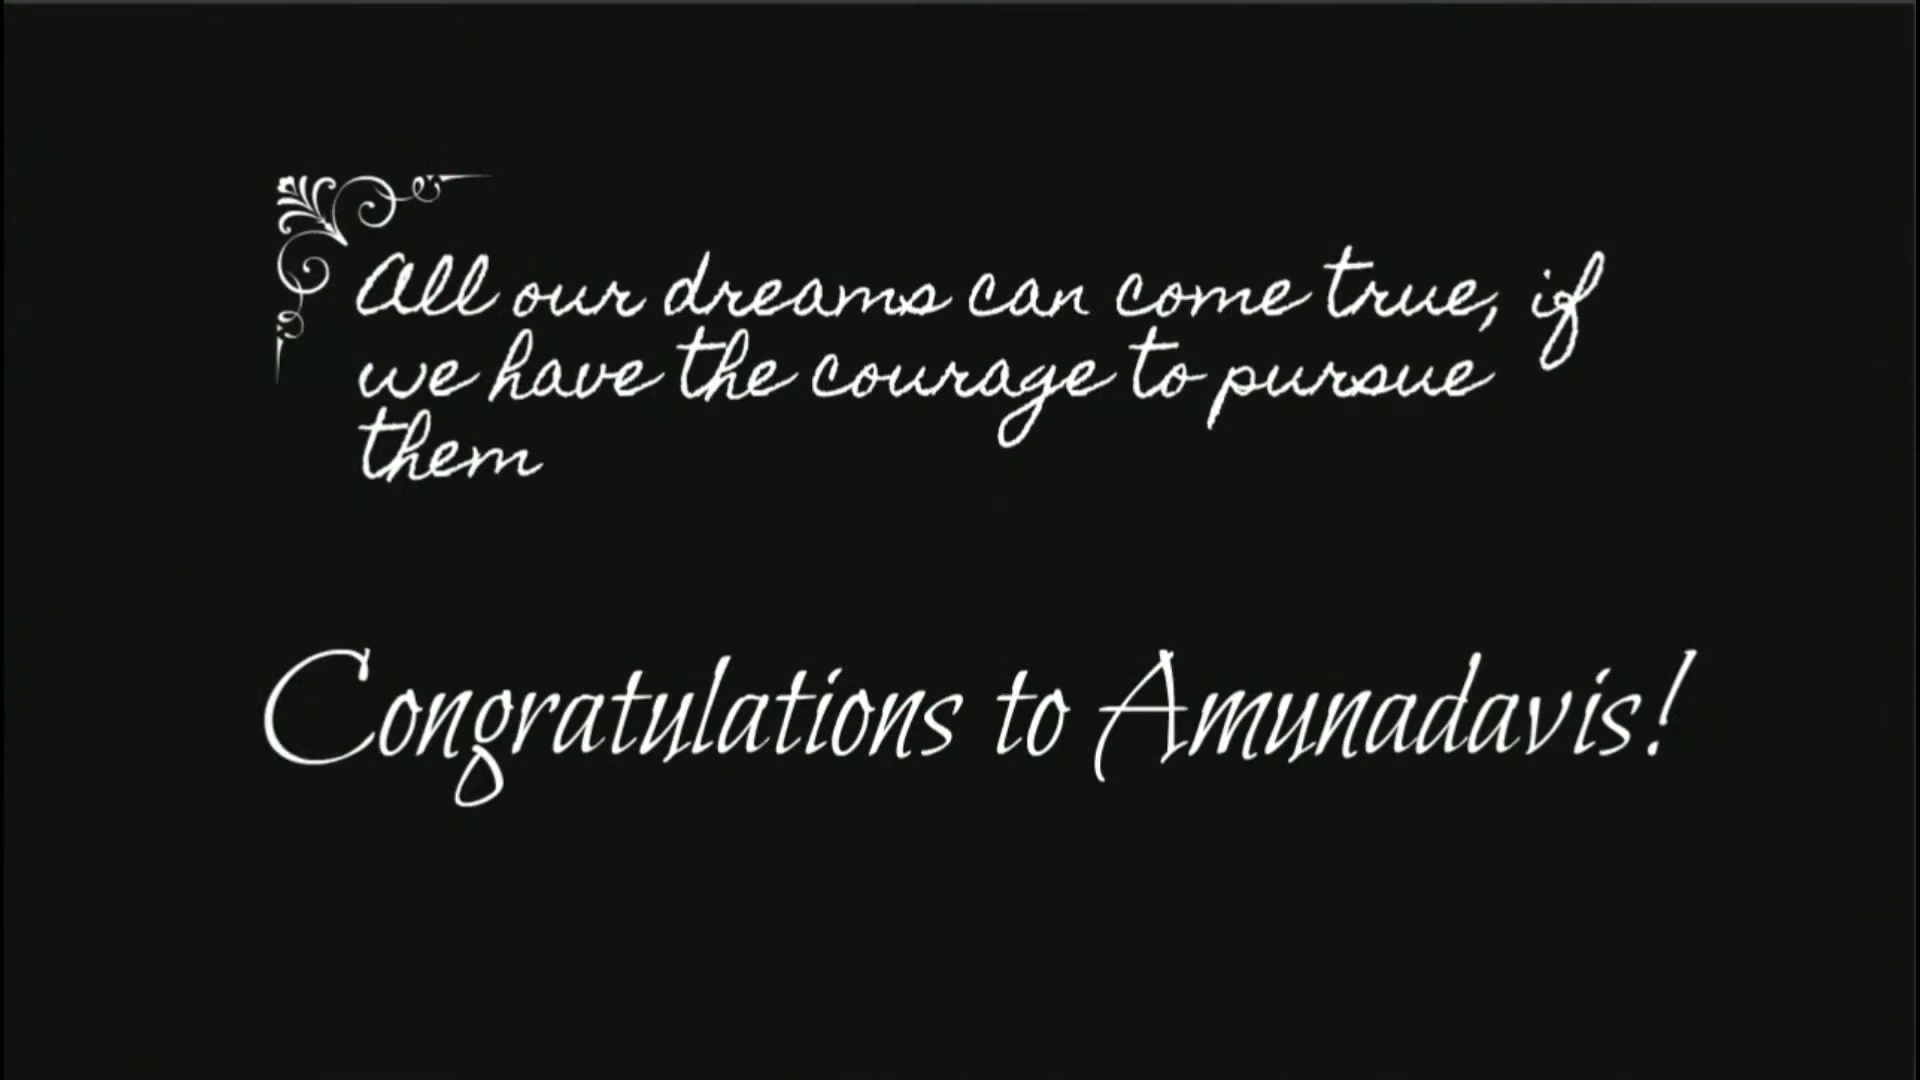 All our dreams can come true, if
we have the courage to pursue
them
Congratulations to Amunadavis!